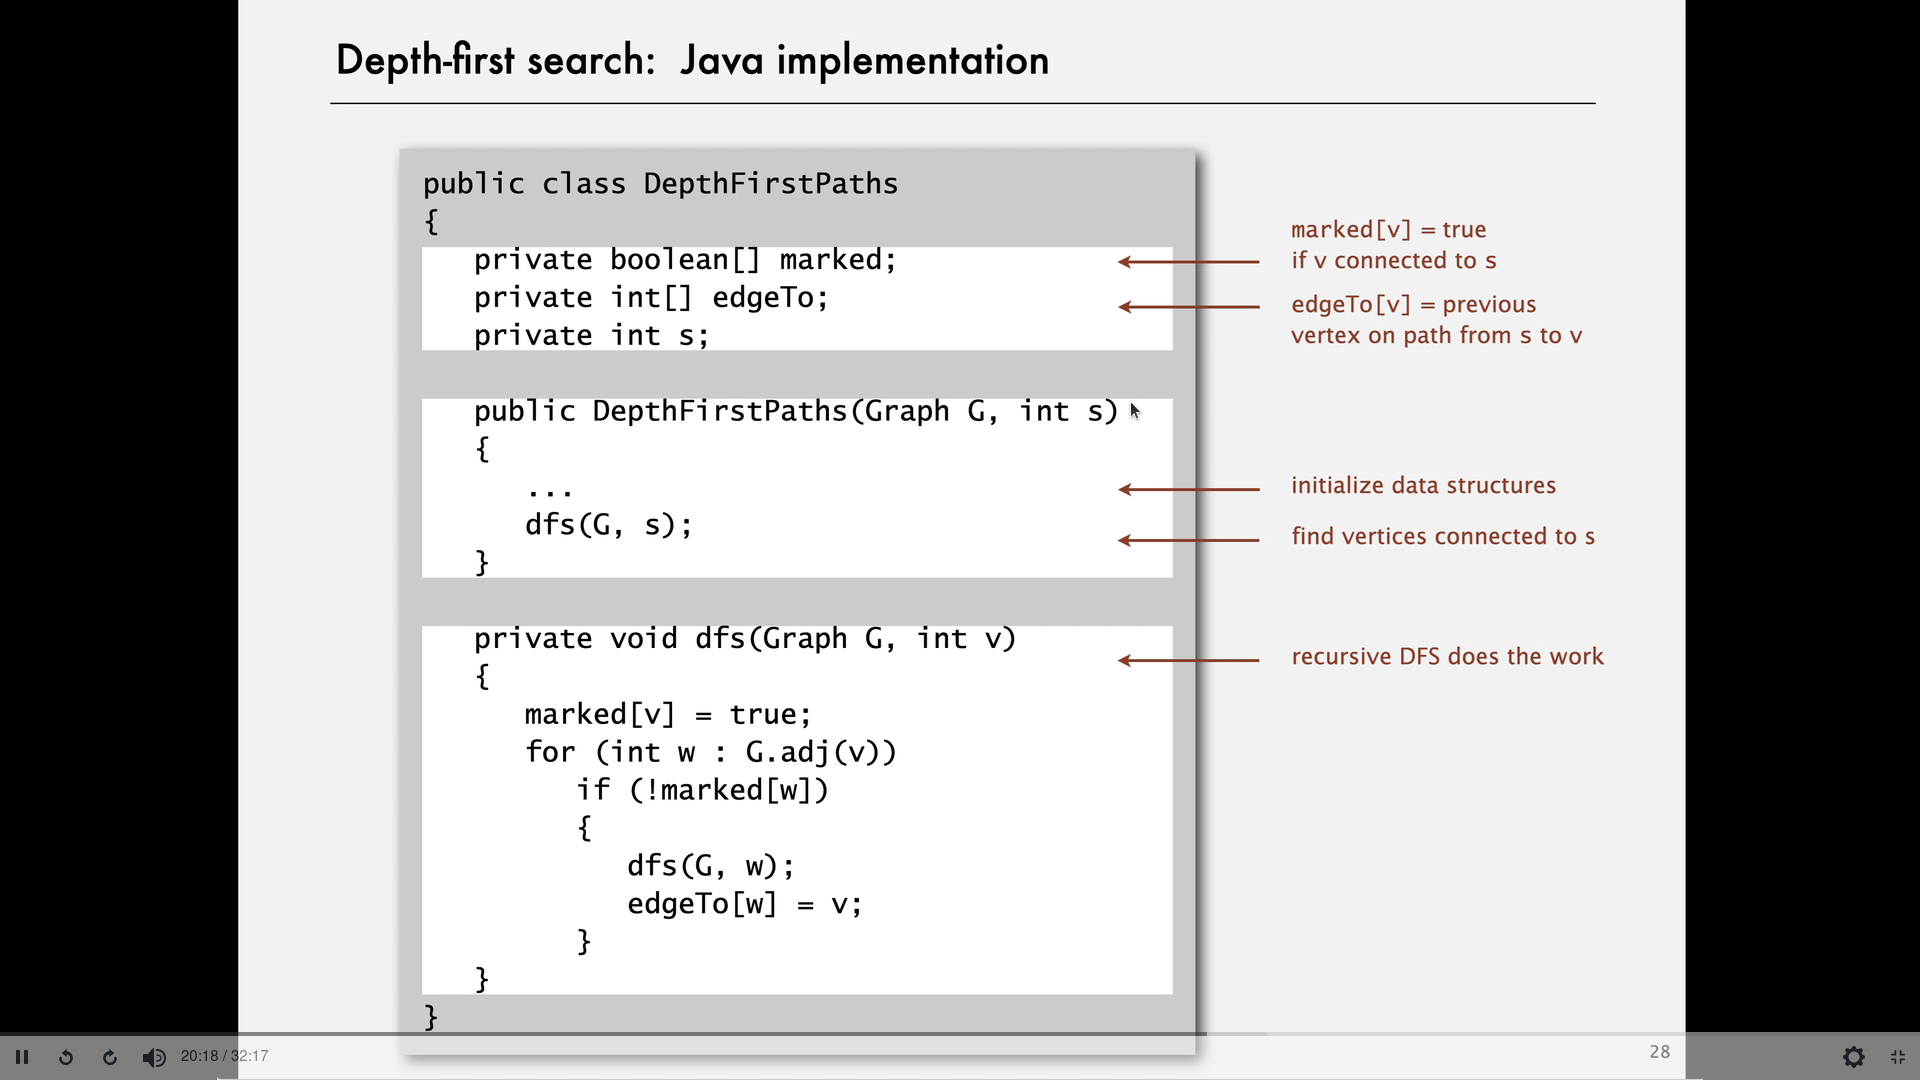 Depth-first search: Java implementation
public class DepthFirstPaths
{
private boolean[] marked;
private int[] edgeTo;
private int s;
marked[v] = true
if v connected to s
edgeTo[v] = previous
vertex on path from s to v
public DepthFirstPaths(Graph G, int s)
{
...
dfs(G, s);
}
initialize data structures
find vertices connected to s
private void dfs(Graph G, int v)
{
marked[v] = true;
for (int w : G.adj(v))
if (!marked[w])
{
dfs(G, w);
edgeTo[w] = v;
}
}
}
recursive DFS does the work
28
20:18 / 32:17